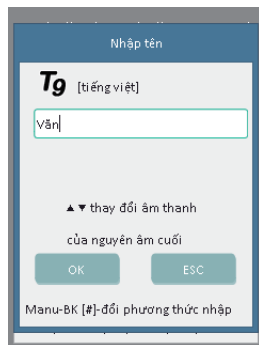 Nhập tên
T9 [tiếng việt]
Văn
▲▼ thay đổi âm thanh
của nguyên âm cuối
OK ESC
Manu-BK [#]-đổi phương thức nhập